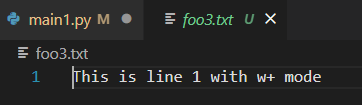 main1.py M foo3.txt U
foo3.txt
1 This is line 1 with w+ mode